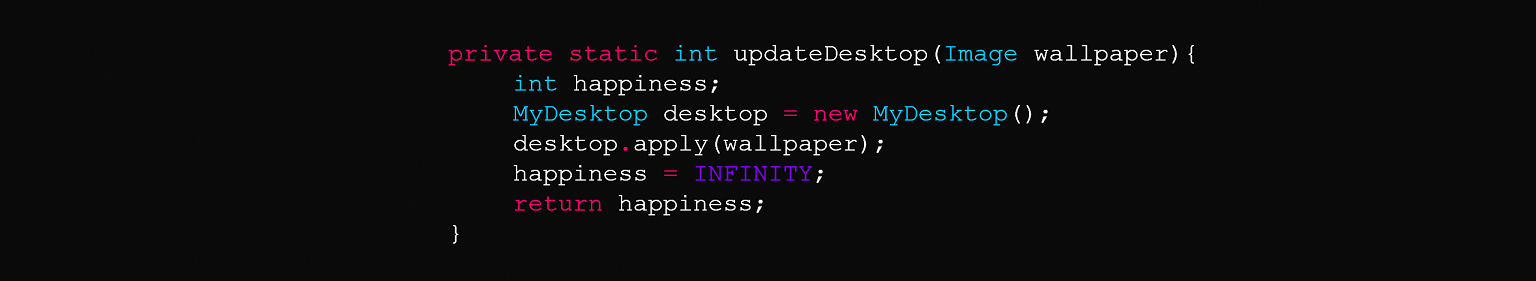 private static int updateDesktop(Image wallpaper){
int happiness;
MyDesktop desktop = new MyDesktop();
desktop.apply(wallpaper);
happiness = INFINITY;
return happiness;
}